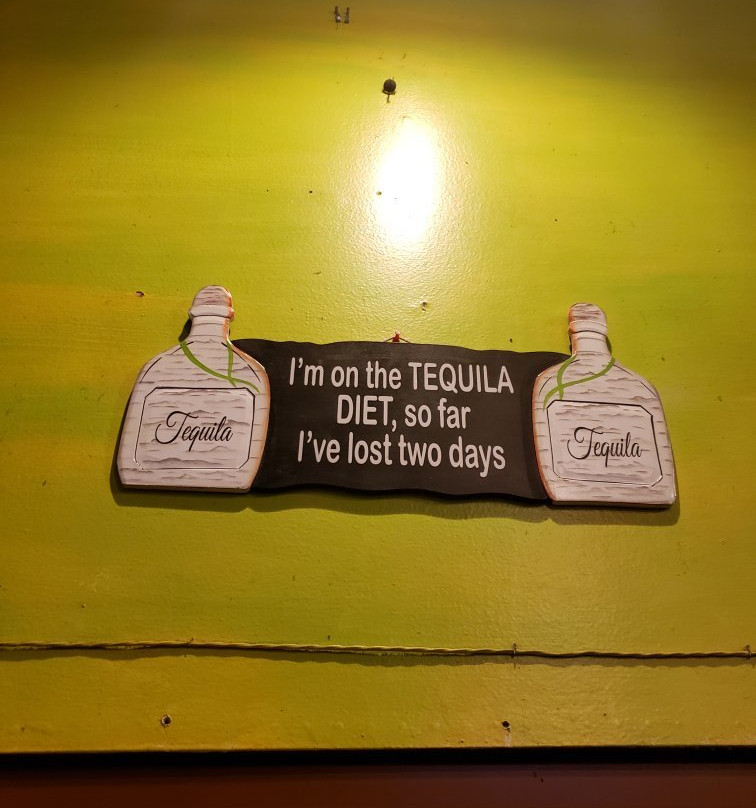 I'm on the TEQUILA
DIET, so far
I've lost two days
Tequila
Tequila